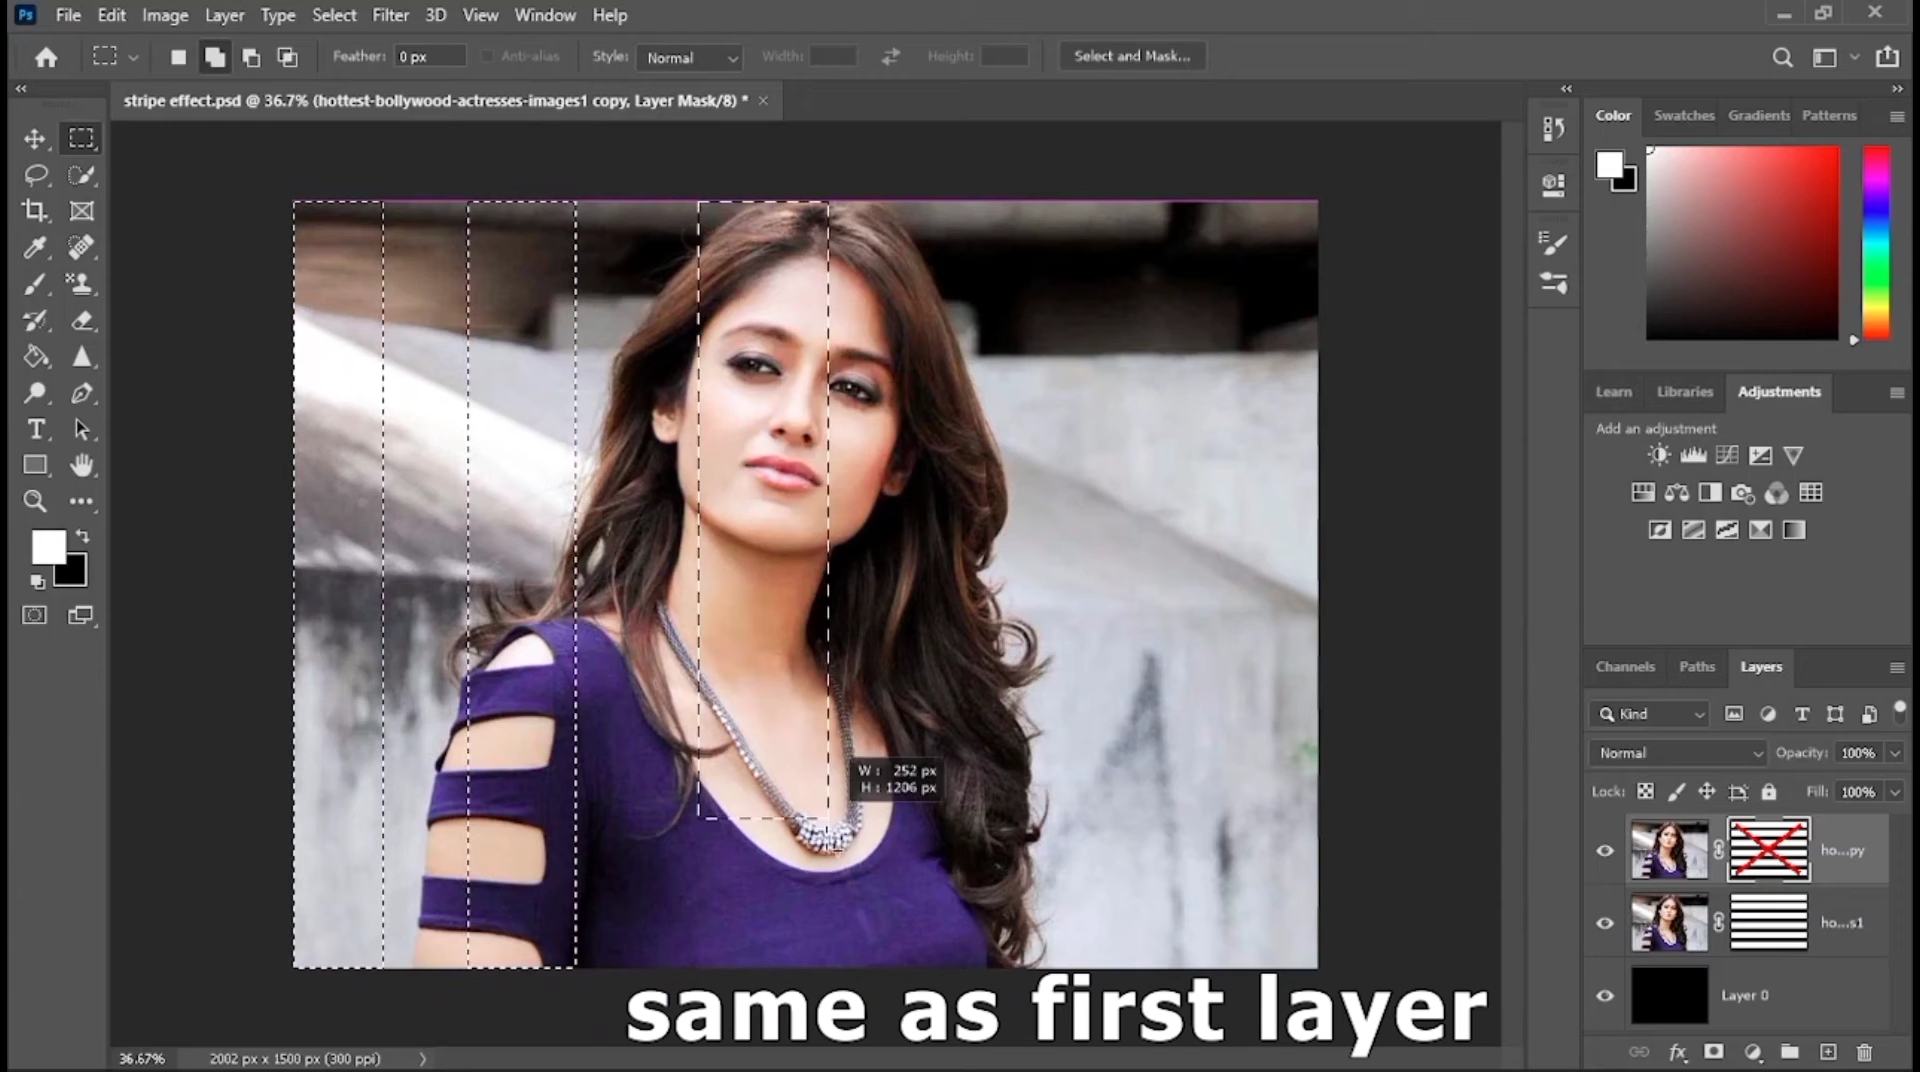 Ps File Edit Image Layer Type Select Filter 3D View Window Help
Feather: 0 px Anti-alias Style: Normal Width: Height: Select and Mask...
stripe effect.psd @ 36.7% (hottest-bollywood-actresses-images1 copy, Layer Mask/8) *
Color Swatches Gradients Patterns
Learn Libraries Adjustments
Add an adjustment
Channels Paths Layers
Kind
Normal Opacity: 100%
W : 252 px
H : 1206 px
Lock: Fill: 100%
ho...py
ho...s1
Layer 0
same as first layer
36.67% 2002 px x 1500 px (300 ppi)
fx